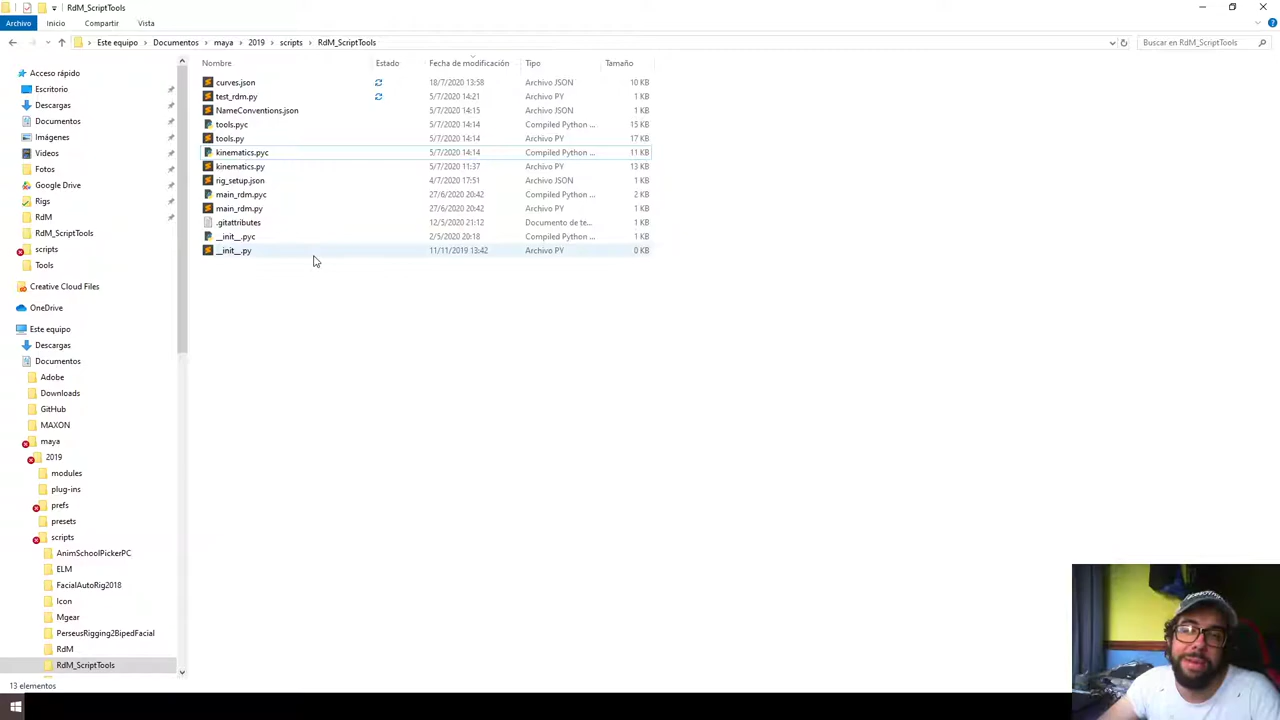 RdM_ScriptTools
Archivo Inicio Compartir Vista
Este equipo Documentos maya 2019 scripts RdM_ScriptTools
Buscar en RdM_ScriptTools
Nombre Estado Fecha de modificación Tipo Tamaño
curves.json 18/7/2020 13:58 Archivo JSON 10 KB
test_rdm.py 5/7/2020 14:21 Archivo PY 1 KB
NameConventions.json 5/7/2020 14:15 Archivo JSON 1 KB
tools.pyc 5/7/2020 14:14 Compiled Python ... 15 KB
tools.py 5/7/2020 14:14 Archivo PY 17 KB
kinematics.pyc 5/7/2020 14:14 Compiled Python ... 11 KB
kinematics.py 5/7/2020 11:37 Archivo PY 13 KB
rig_setup.json 4/7/2020 17:51 Archivo JSON 1 KB
main_rdm.pyc 27/6/2020 20:42 Compiled Python ... 2 KB
main_rdm.py 27/6/2020 20:42 Archivo PY 1 KB
.gitattributes 12/5/2020 21:12 Documento de te... 1 KB
__init__.pyc 2/5/2020 20:18 Compiled Python ... 1 KB
__init__.py 11/11/2019 13:42 Archivo PY 0 KB
Acceso rápido
Escritorio
Descargas
Documentos
Imágenes
Videos
Fotos
Google Drive
Rigs
RdM
RdM_ScriptTools
scripts
Tools
Creative Cloud Files
OneDrive
Este equipo
Descargas
Documentos
Adobe
Downloads
GitHub
MAXON
maya
2019
modules
plug-ins
prefs
presets
scripts
AnimSchoolPickerPC
ELM
FacialAutoRig2018
Icon
Mgear
PerseusRigging2BipedFacial
RdM
RdM_ScriptTools
13 elementos